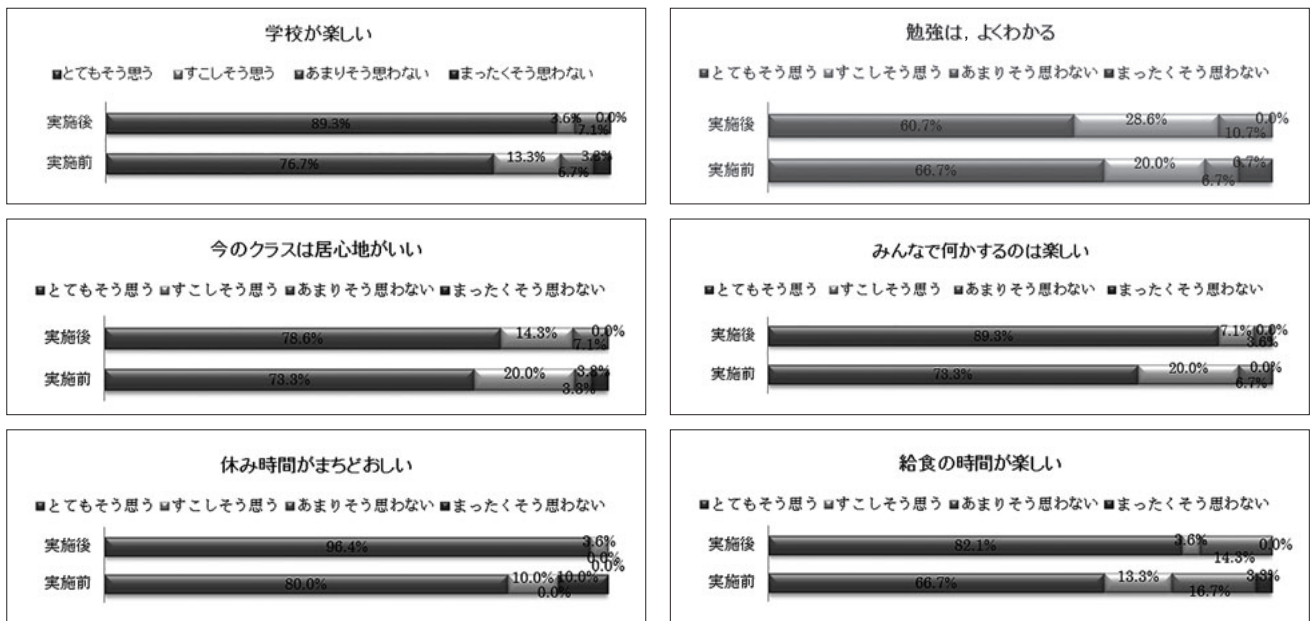 学校が楽しい
■とてもそう思う ■すこしそう思う ■あまりそう思わない ■まったくそう思わない
実施後 89.3% 3.6% 7.1% 0.0%
実施前 76.7% 13.3% 6.7% 3.3%
勉強は，よくわかる
■とてもそう思う ■すこしそう思う ■あまりそう思わない ■まったくそう思わない
実施後 60.7% 28.6% 10.7% 0.0%
実施前 66.7% 20.0% 6.7% 6.7%
今のクラスは居心地がいい
■とてもそう思う ■すこしそう思う ■あまりそう思わない ■まったくそう思わない
実施後 78.6% 14.3% 7.1% 0.0%
実施前 73.3% 20.0% 3.3% 3.3%
みんなで何かするのは楽しい
■とてもそう思う ■すこしそう思う ■あまりそう思わない ■まったくそう思わない
実施後 89.3% 7.1% 3.6% 0.0%
実施前 73.3% 20.0% 6.7% 0.0%
休み時間がまちどおしい
■とてもそう思う ■すこしそう思う ■あまりそう思わない ■まったくそう思わない
実施後 96.4% 3.6% 0.0% 0.0%
実施前 80.0% 10.0% 0.0% 10.0%
給食の時間が楽しい
■とてもそう思う ■すこしそう思う ■あまりそう思わない ■まったくそう思わない
実施後 82.1% 3.6% 14.3% 0.0%
実施前 66.7% 13.3% 16.7% 3.3%